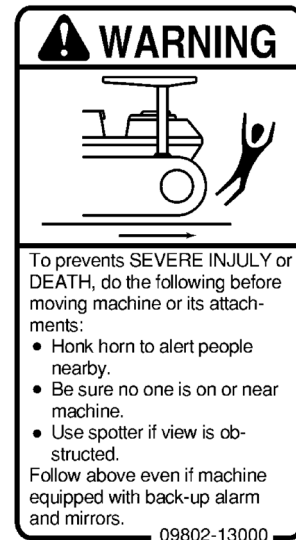 WARNING
To prevents SEVERE INJULY or
DEATH, do the following before
moving machine or its attach-
ments:
• Honk horn to alert people
nearby.
• Be sure no one is on or near
machine.
• Use spotter if view is ob-
structed.
Follow above even if machine
equipped with back-up alarm
and mirrors.
09802-13000